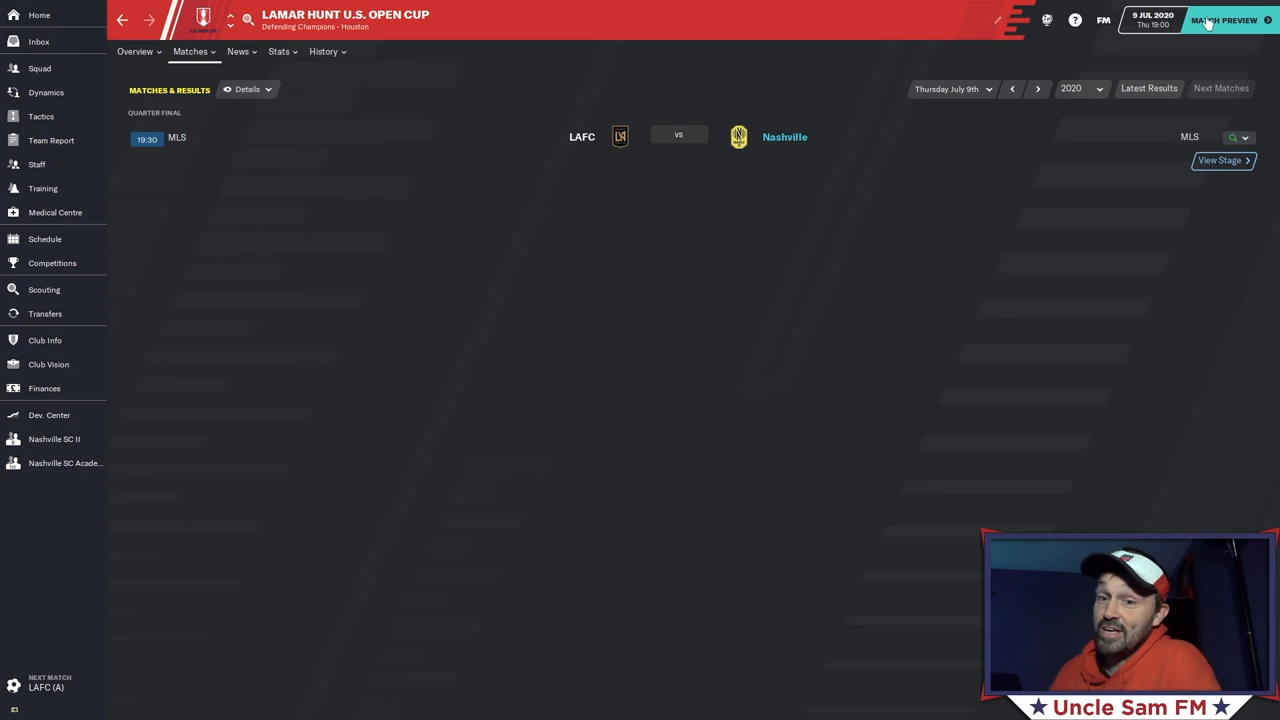 Home
Inbox
Squad
Dynamics
Tactics
Team Report
Staff
Training
Medical Centre
Schedule
Competitions
Scouting
Transfers
Club Info
Club Vision
Finances
Dev. Center
Nashville SC II
Nashville SC Acade...
NEXT MATCH
LAFC (A)
LAMAR HUNT U.S. OPEN CUP
Defending Champions - Houston
FM
9 JUL 2020
Thu 19:00
MATCH PREVIEW
Overview
Matches
News
Stats
History
MATCHES & RESULTS
Details
Thursday July 9th
2020
Latest Results
Next Matches
QUARTER FINAL
19:30 MLS LAFC vs Nashville MLS
View Stage
Uncle Sam FM